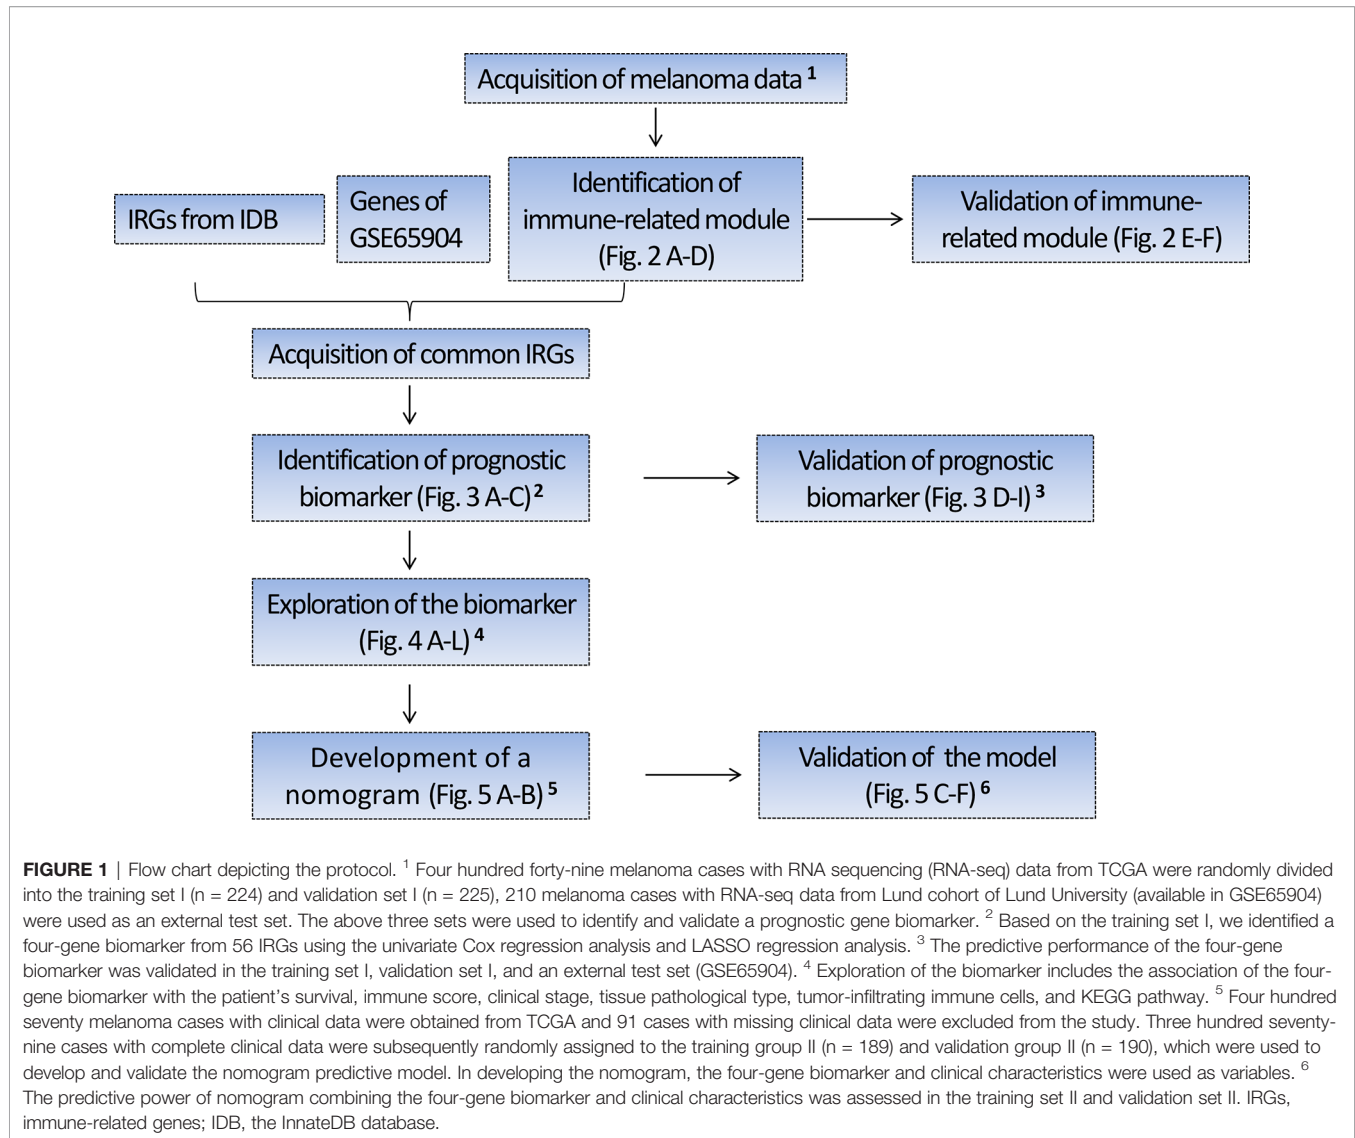 Acquisition of melanoma data 1
IRGs from IDB
Genes of
GSE65904
Identification of
immune-related module
(Fig. 2 A-D)
Validation of immune-
related module (Fig. 2 E-F)
Acquisition of common IRGs
Identification of prognostic
biomarker (Fig. 3 A-C) 2
Validation of prognostic
biomarker (Fig. 3 D-I) 3
Exploration of the biomarker
(Fig. 4 A-L) 4
Development of a
nomogram (Fig. 5 A-B) 5
Validation of the model
(Fig. 5 C-F) 6
FIGURE 1 | Flow chart depicting the protocol. 1 Four hundred forty-nine melanoma cases with RNA sequencing (RNA-seq) data from TCGA were randomly divided
into the training set I (n = 224) and validation set I (n = 225), 210 melanoma cases with RNA-seq data from Lund cohort of Lund University (available in GSE65904)
were used as an external test set. The above three sets were used to identify and validate a prognostic gene biomarker. 2 Based on the training set I, we identified a
four-gene biomarker from 56 IRGs using the univariate Cox regression analysis and LASSO regression analysis. 3 The predictive performance of the four-gene
biomarker was validated in the training set I, validation set I, and an external test set (GSE65904). 4 Exploration of the biomarker includes the association of the four-
gene biomarker with the patient's survival, immune score, clinical stage, tissue pathological type, tumor-infiltrating immune cells, and KEGG pathway. 5 Four hundred
seventy melanoma cases with clinical data were obtained from TCGA and 91 cases with missing clinical data were excluded from the study. Three hundred seventy-
nine cases with complete clinical data were subsequently randomly assigned to the training group II (n = 189) and validation group II (n = 190), which were used to
develop and validate the nomogram predictive model. In developing the nomogram, the four-gene biomarker and clinical characteristics were used as variables. 6
The predictive power of nomogram combining the four-gene biomarker and clinical characteristics was assessed in the training set II and validation set II. IRGs,
immune-related genes; IDB, the InnateDB database.